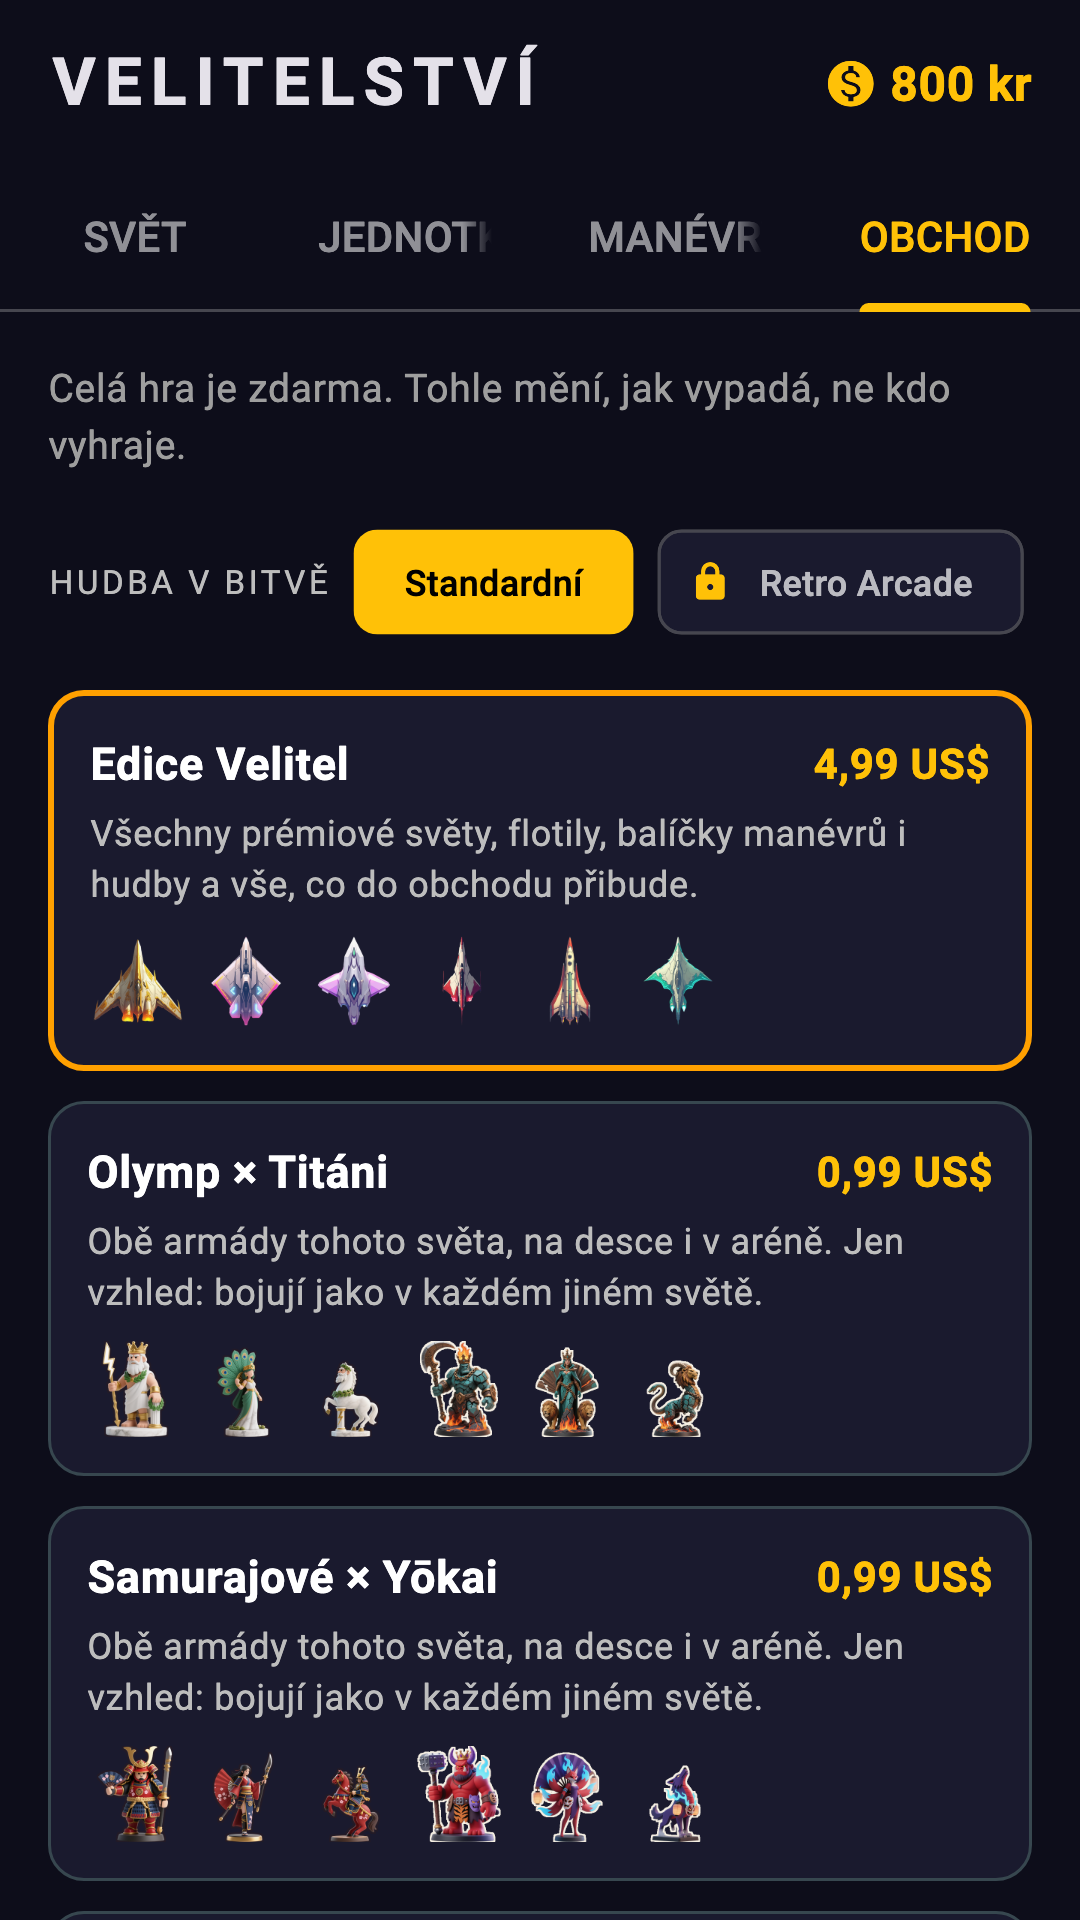 VELITELSTVÍ
800 kr
SVĚT
JEDNOT
MANÉVR
OBCHOD
Celá hra je zdarma. Tohle mění, jak vypadá, ne kdo
vyhraje.
HUDBA V BITVĚ
Standardní
Retro Arcade
Edice Velitel
4,99 US$
Všechny prémiové světy, flotily, balíčky manévrů i
hudby a vše, co do obchodu přibude.
Olymp × Titáni
0,99 US$
Obě armády tohoto světa, na desce i v aréně. Jen
vzhled: bojují jako v každém jiném světě.
Samurajové × Yōkai
0,99 US$
Obě armády tohoto světa, na desce i v aréně. Jen
vzhled: bojují jako v každém jiném světě.